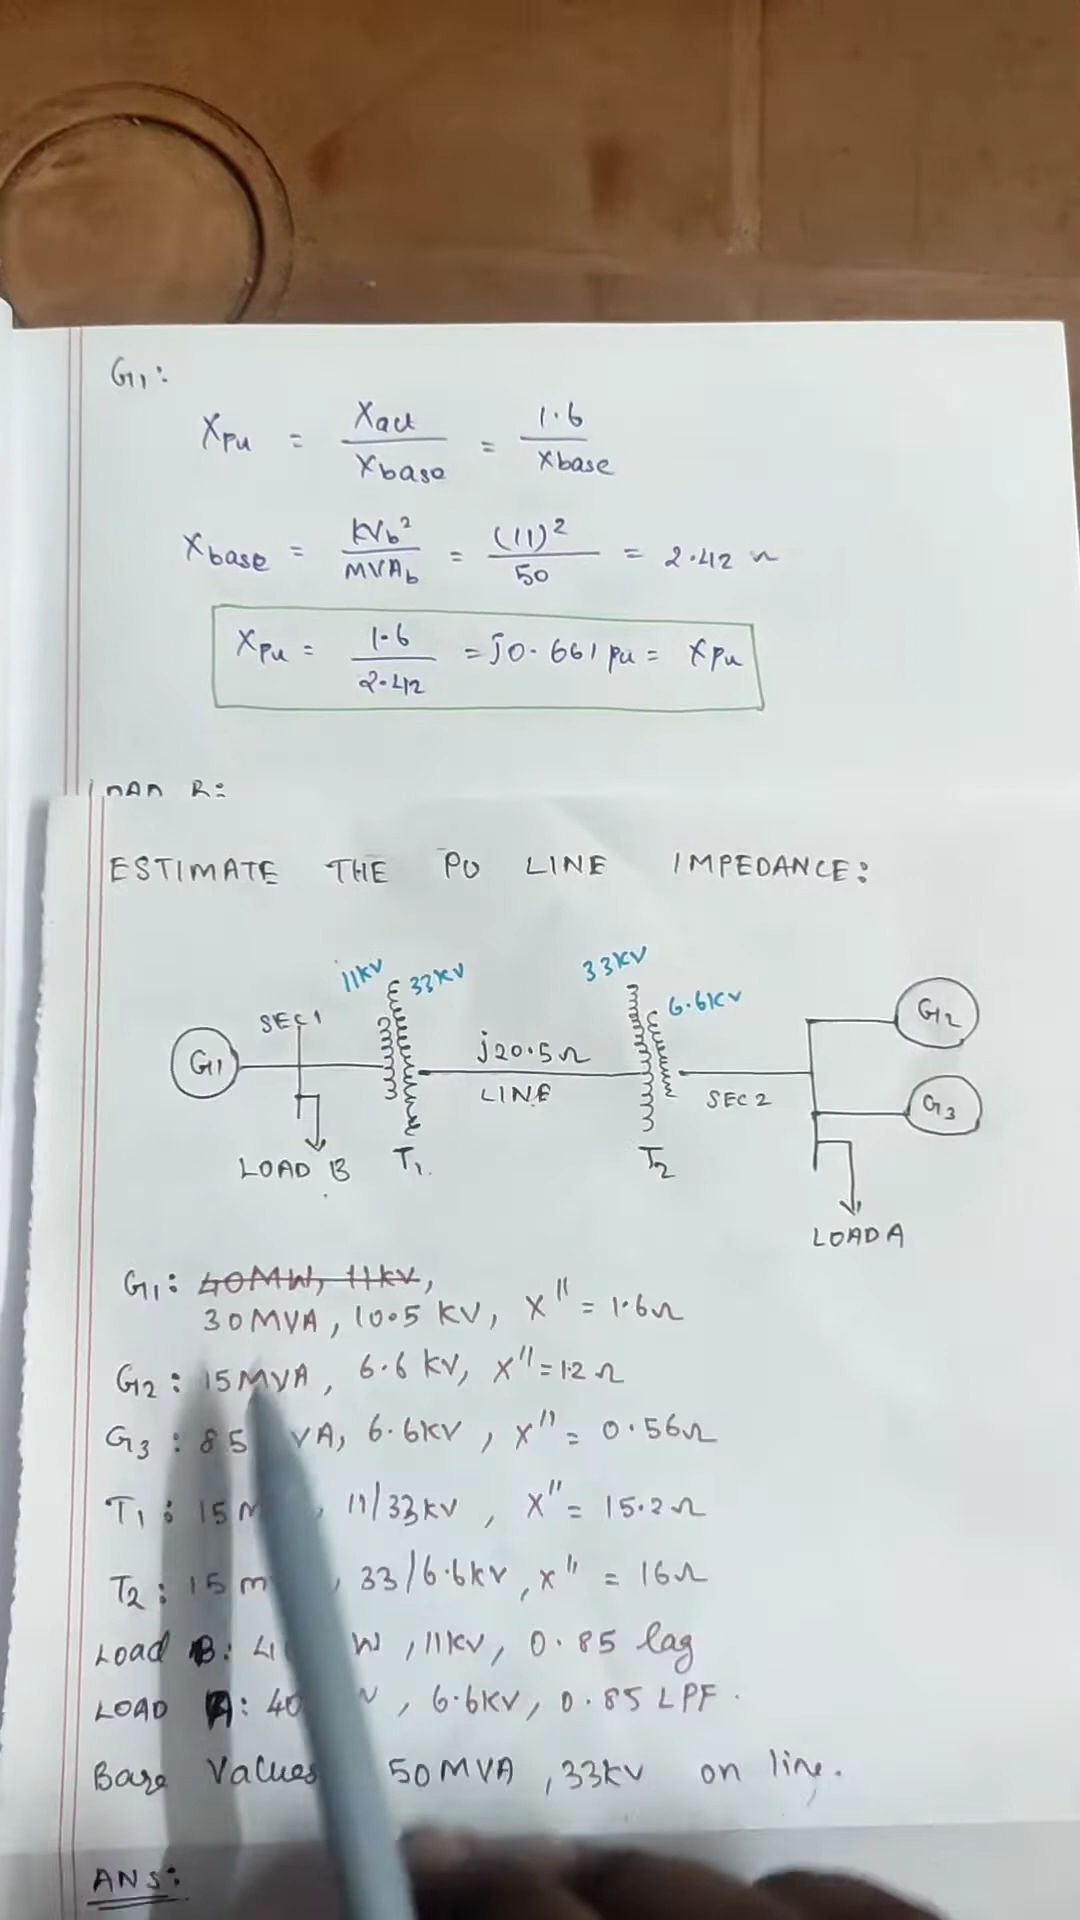 G1:
Xpu = Xact / Xbase = 1.6 / Xbase
Xbase = KVb² / MVAb = (11)² / 50 = 2.42 Ω
Xpu = 1.6 / 2.42 = j0.661 pu = Xpu
LOAD B:
ESTIMATE THE PU LINE IMPEDANCE:
11KV 33KV 33KV 6.6KV
G1 SEC1 j20.5Ω LINE SEC 2 G2
G3
LOAD B T1 T2
LOAD A
G1: 40MW, 11KV,
30MVA, 10.5 KV, X" = 1.6Ω
G2: 15MVA, 6.6 KV, X" = 1.2 Ω
G3: 85 VA, 6.6KV, X" = 0.56Ω
T1: 15 M , 11/33KV, X" = 15.2Ω
T2: 15 m , 33/6.6KV, X" = 16Ω
Load B: W, 11KV, 0.85 lag
LOAD A: 40 , 6.6KV, 0.85 LPF.
Base Values 50MVA, 33KV on line.
ANS: